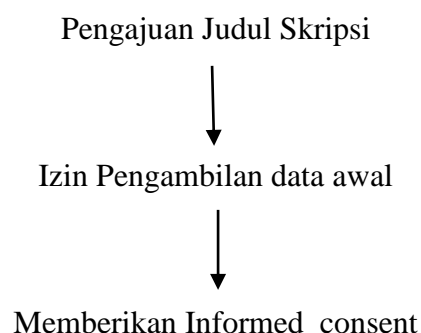 Pengajuan Judul Skripsi
Izin Pengambilan data awal
Memberikan Informed consent